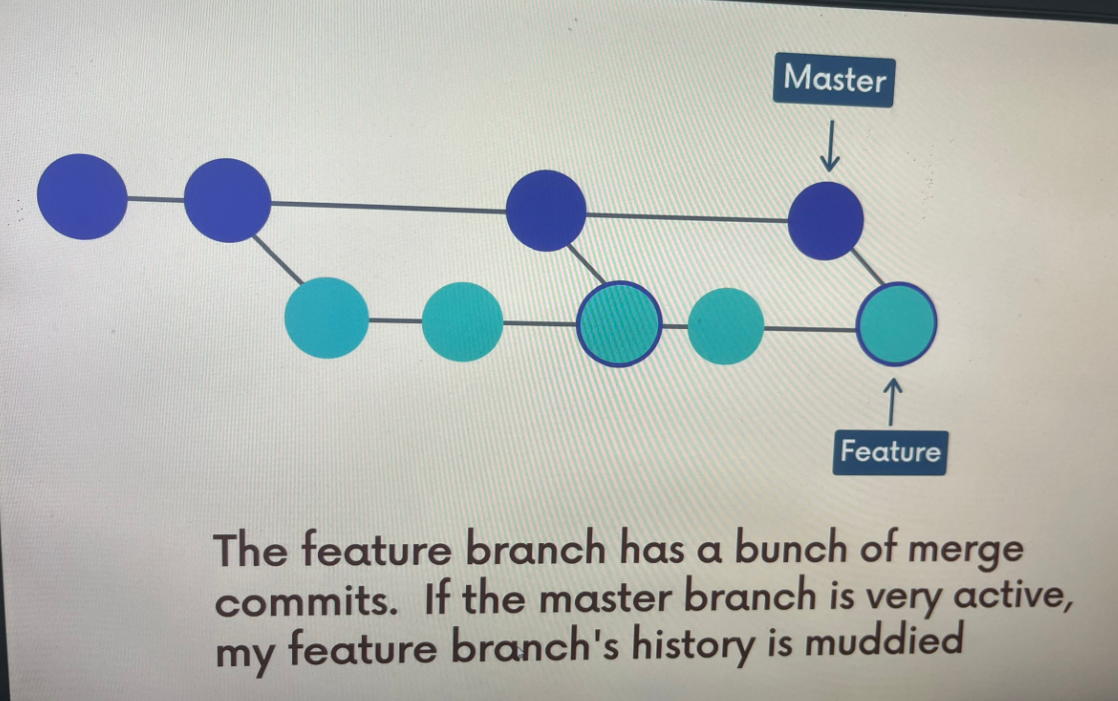 Master
Feature
The feature branch has a bunch of merge
commits. If the master branch is very active,
my feature branch's history is muddied